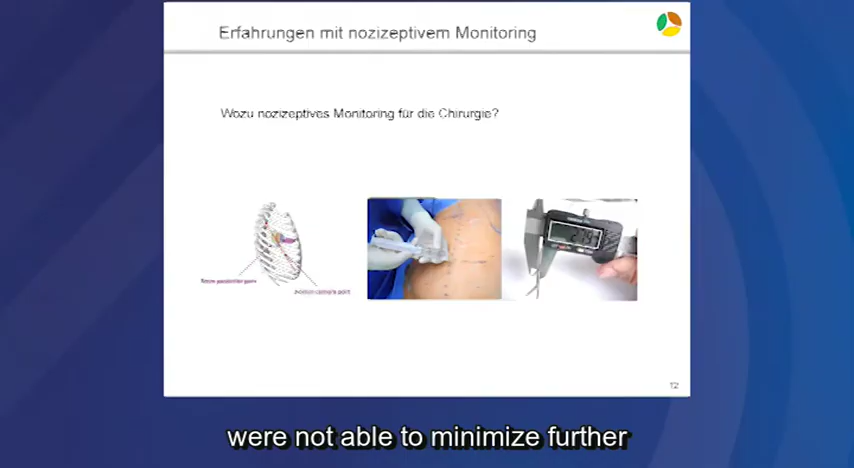 Erfahrungen mit nozizeptivem Monitoring
Wozu nozizeptives Monitoring für die Chirurgie?
12
were not able to minimize further